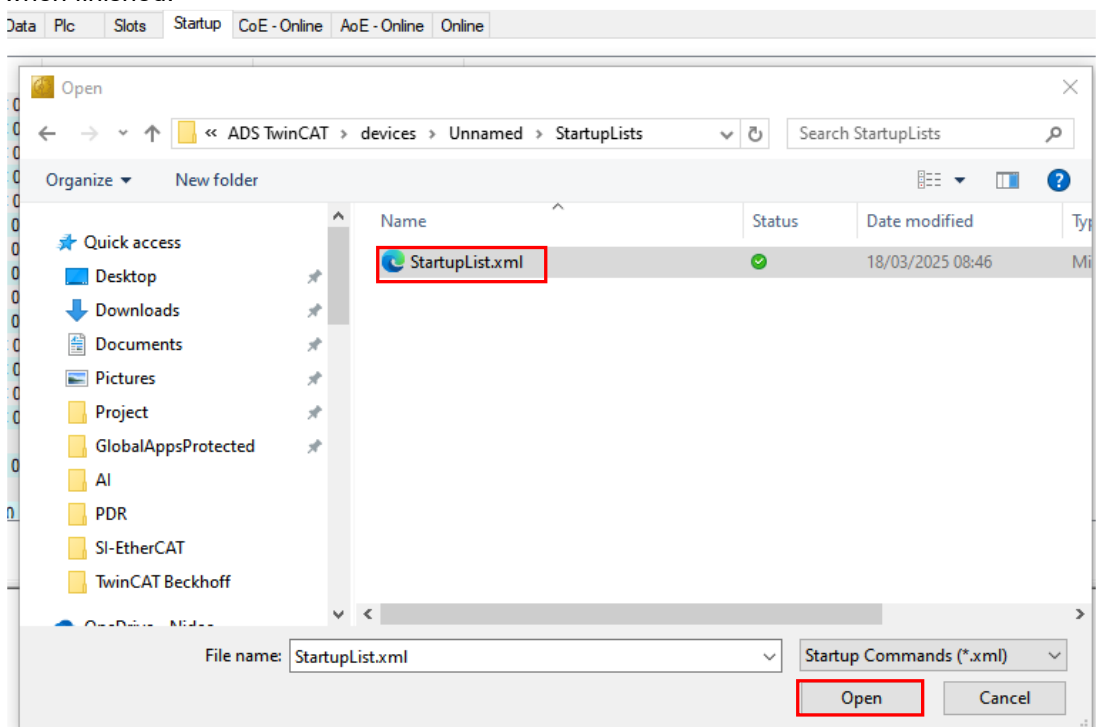 Data Plc Slots Startup CoE - Online AoE - Online Online
Open
« ADS TwinCAT > devices > Unnamed > StartupLists
Search StartupLists
Organize New folder
Name Status Date modified
Quick access
StartupList.xml 18/03/2025 08:46
Desktop
Downloads
Documents
Pictures
Project
GlobalAppsProtected
AI
PDR
SI-EtherCAT
TwinCAT Beckhoff
File name: StartupList.xml Startup Commands (*.xml)
Open Cancel